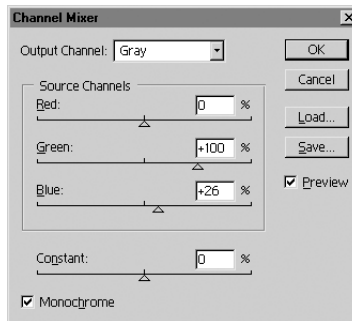 Channel Mixer
Output Channel: Gray
OK
Cancel
Source Channels
Red: 0 %
Load...
Green: +100 %
Save...
Blue: +26 %
Preview
Constant: 0 %
Monochrome